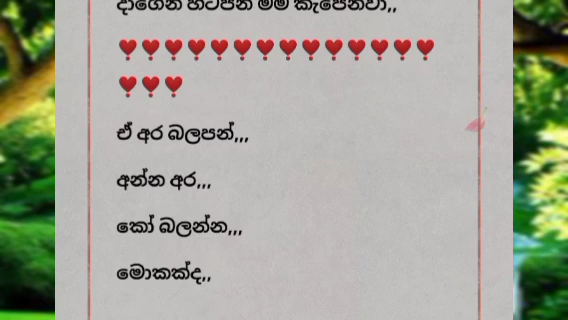 දාගෙන හිටපන් මම කැපෙනවා,,
❣❣❣❣❣❣❣❣❣❣❣❣❣❣
❣❣❣
ඒ අර බලපන්,,,
අන්න අර,,,
කෝ බලන්න,,,
මොකක්ද,,